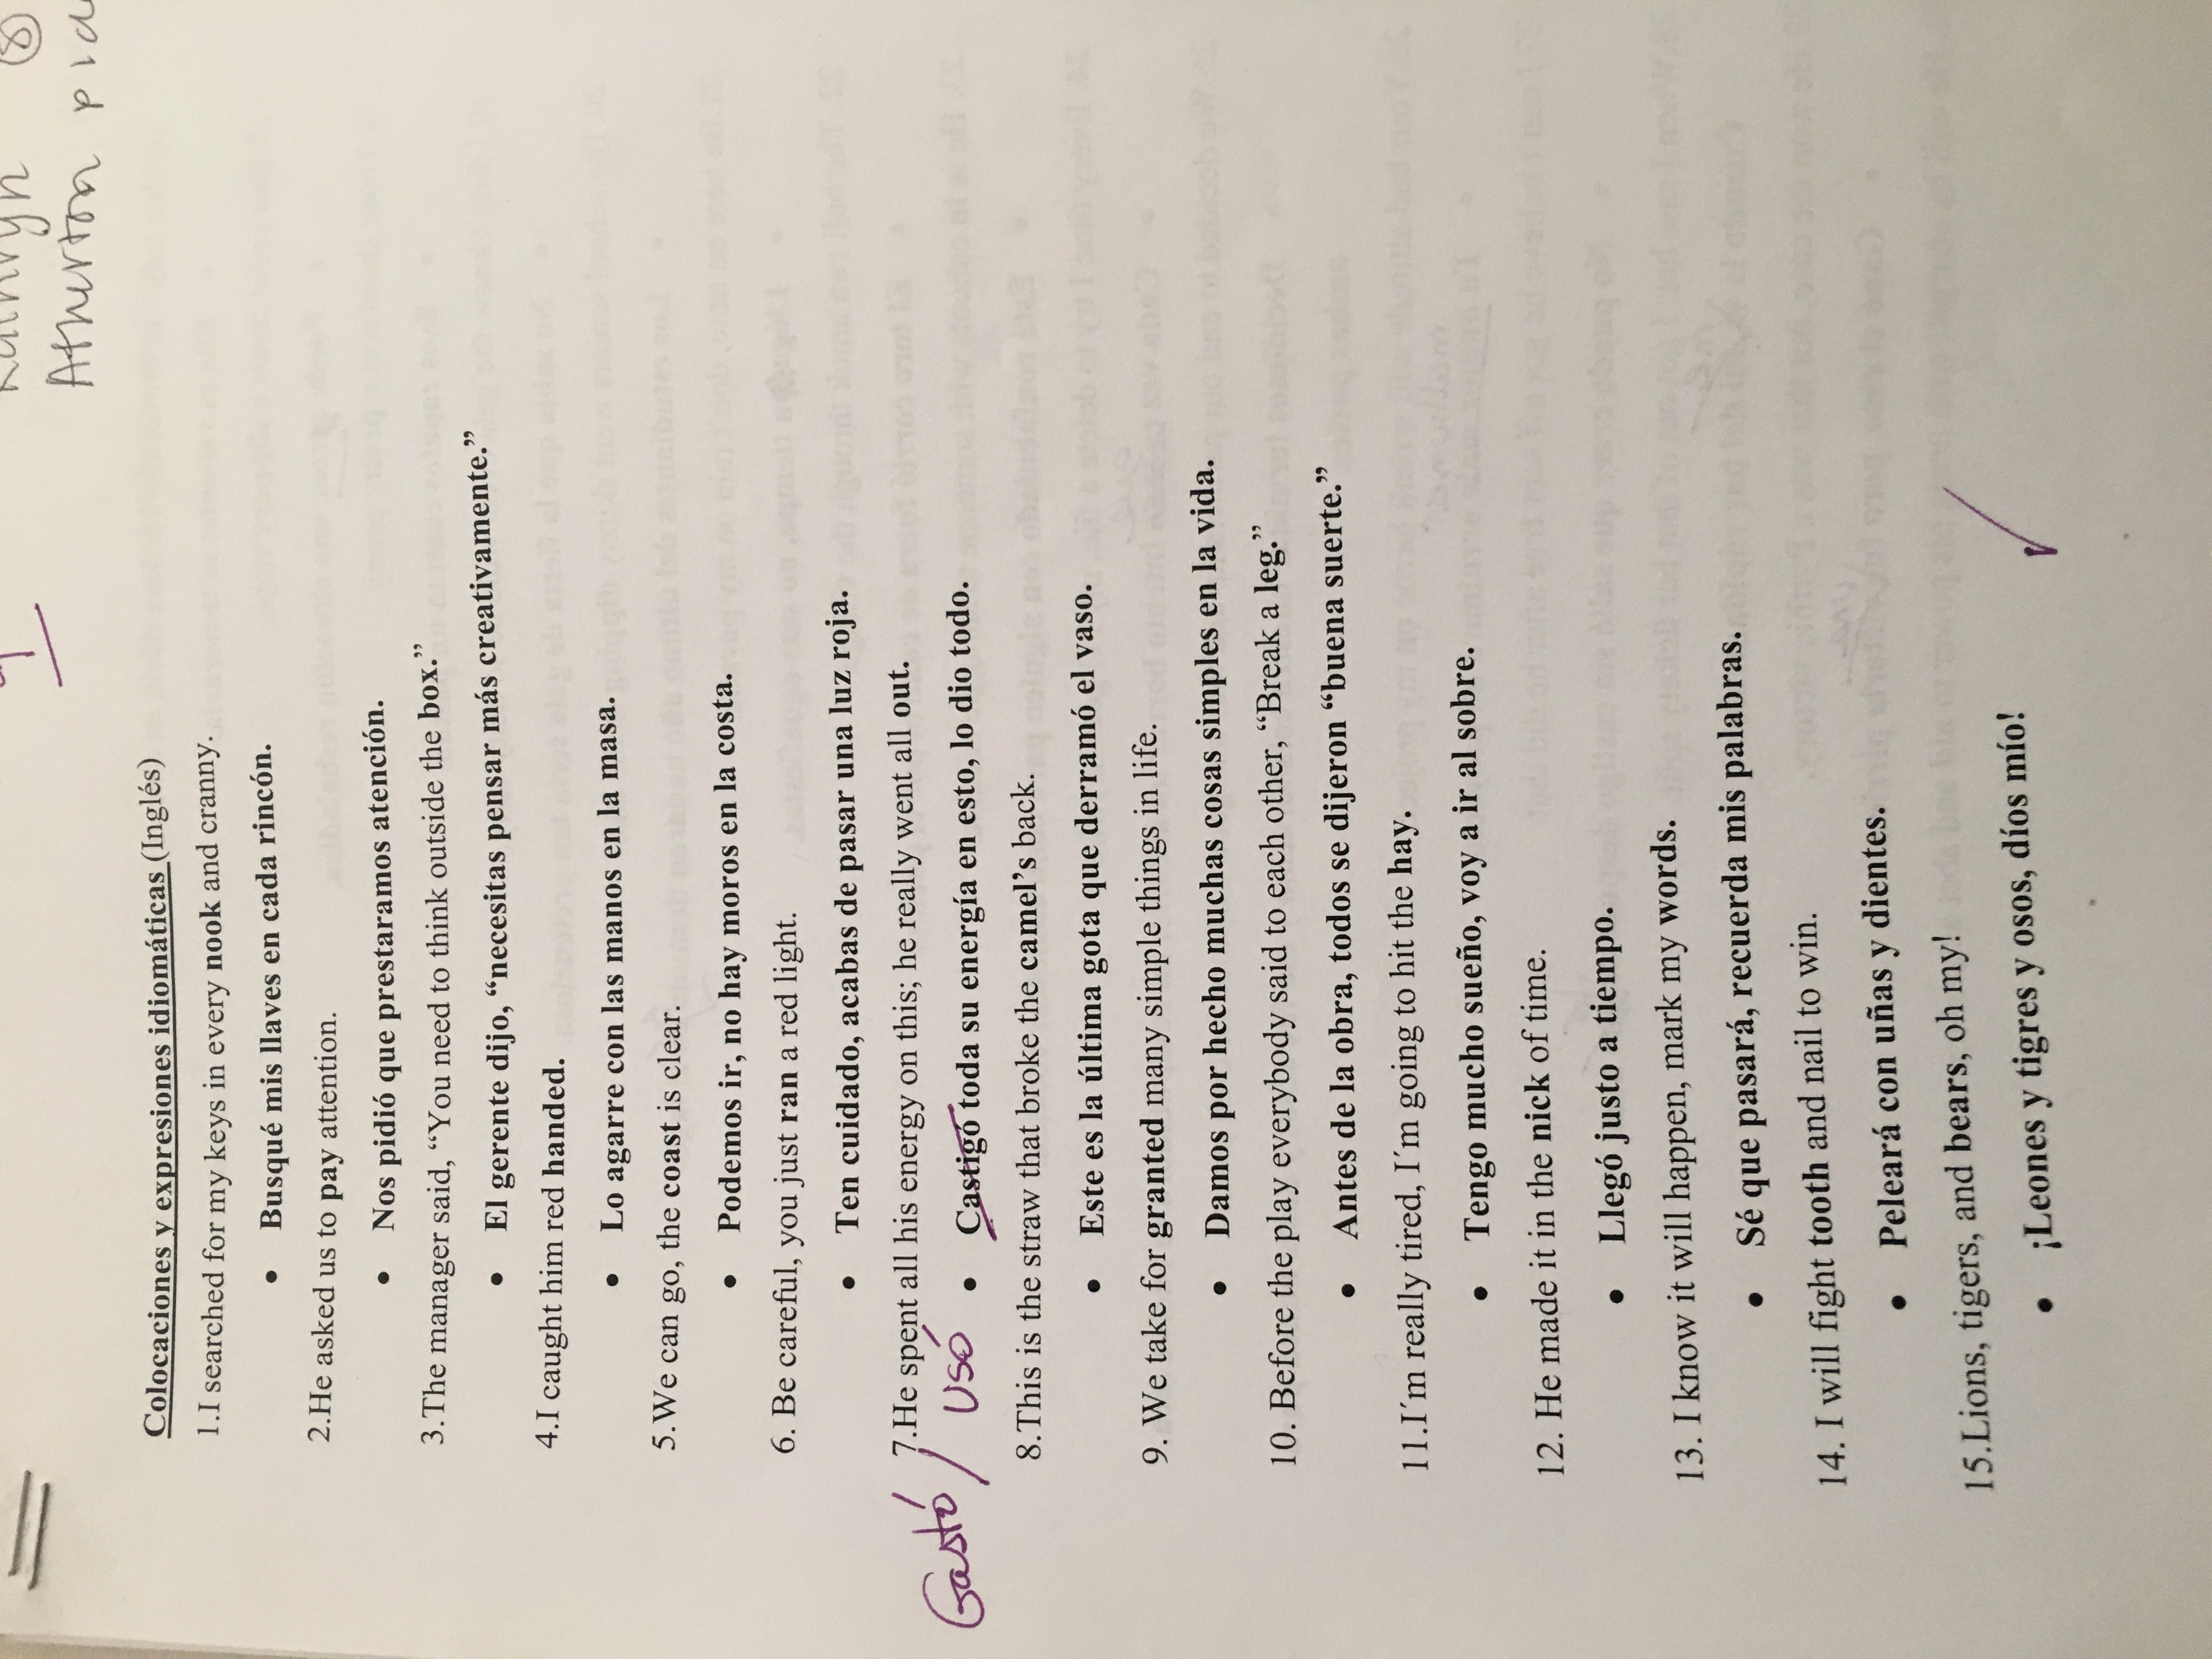 Kathryn 8
Atherton
Colocaciones y expresiones idiomáticas (Inglés)
1.I searched for my keys in every nook and cranny.
• Busqué mis llaves en cada rincón.
2.He asked us to pay attention.
• Nos pidió que prestaramos atención.
3.The manager said, “You need to think outside the box.”
• El gerente dijo, “necesitas pensar más creativamente.”
4.I caught him red handed.
• Lo agarre con las manos en la masa.
5.We can go, the coast is clear.
• Podemos ir, no hay moros en la costa.
6. Be careful, you just ran a red light.
• Ten cuidado, acabas de pasar una luz roja.
7.He spent all his energy on this; he really went all out.
Gastó / usó • Castigó toda su energía en esto, lo dio todo.
8.This is the straw that broke the camel’s back.
• Este es la última gota que derramó el vaso.
9. We take for granted many simple things in life.
• Damos por hecho muchas cosas simples en la vida.
10. Before the play everybody said to each other, “Break a leg.”
• Antes de la obra, todos se dijeron “buena suerte.”
11.I´m really tired, I´m going to hit the hay.
• Tengo mucho sueño, voy a ir al sobre.
12. He made it in the nick of time.
• Llegó justo a tiempo.
13. I know it will happen, mark my words.
• Sé que pasará, recuerda mis palabras.
14. I will fight tooth and nail to win.
• Peleará con uñas y dientes.
15.Lions, tigers, and bears, oh my!
• ¡Leones y tigres y osos, díos mío!